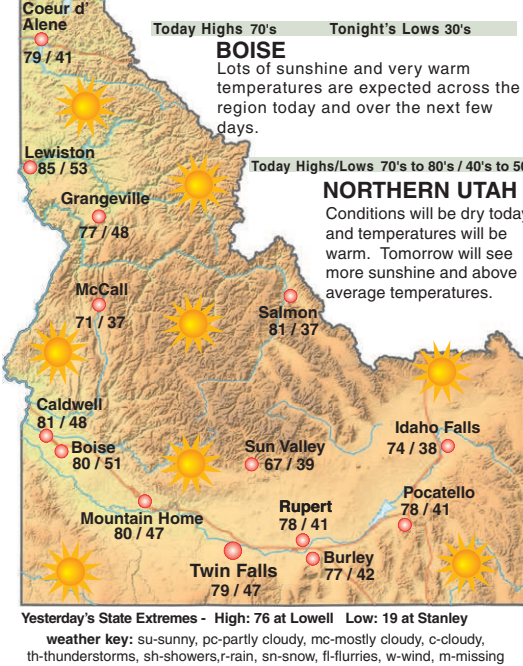 Coeur d'
Alene
79 / 41
Today Highs 70's Tonight's Lows 30's
BOISE
Lots of sunshine and very warm
temperatures are expected across the
region today and over the next few
days.
Lewiston
85 / 53
Today Highs/Lows 70's to 80's / 40's to
NORTHERN UTAH
Conditions will be dry today
and temperatures will be
warm. Tomorrow will see
more sunshine and above
average temperatures.
Grangeville
77 / 48
McCall
71 / 37
Salmon
81 / 37
Caldwell
81 / 48
Boise
80 / 51
Sun Valley
67 / 39
Idaho Falls
74 / 38
Mountain Home
80 / 47
Rupert
78 / 41
Pocatello
78 / 41
Twin Falls
79 / 47
Burley
77 / 42
Yesterday's State Extremes - High: 76 at Lowell Low: 19 at Stanley
weather key: su-sunny, pc-partly cloudy, mc-mostly cloudy, c-cloudy,
th-thunderstorms, sh-showers,r-rain, sn-snow, fl-flurries, w-wind, m-missing